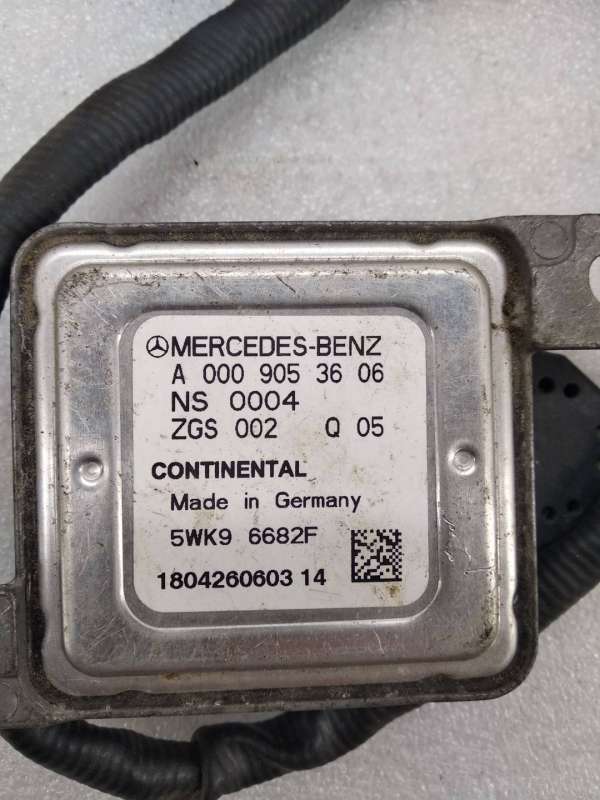 MERCEDES-BENZ
A 000 905 36 06
NS 0004
ZGS 002 Q 05
CONTINENTAL
Made in Germany
5WK9 6682F
1804260603 14